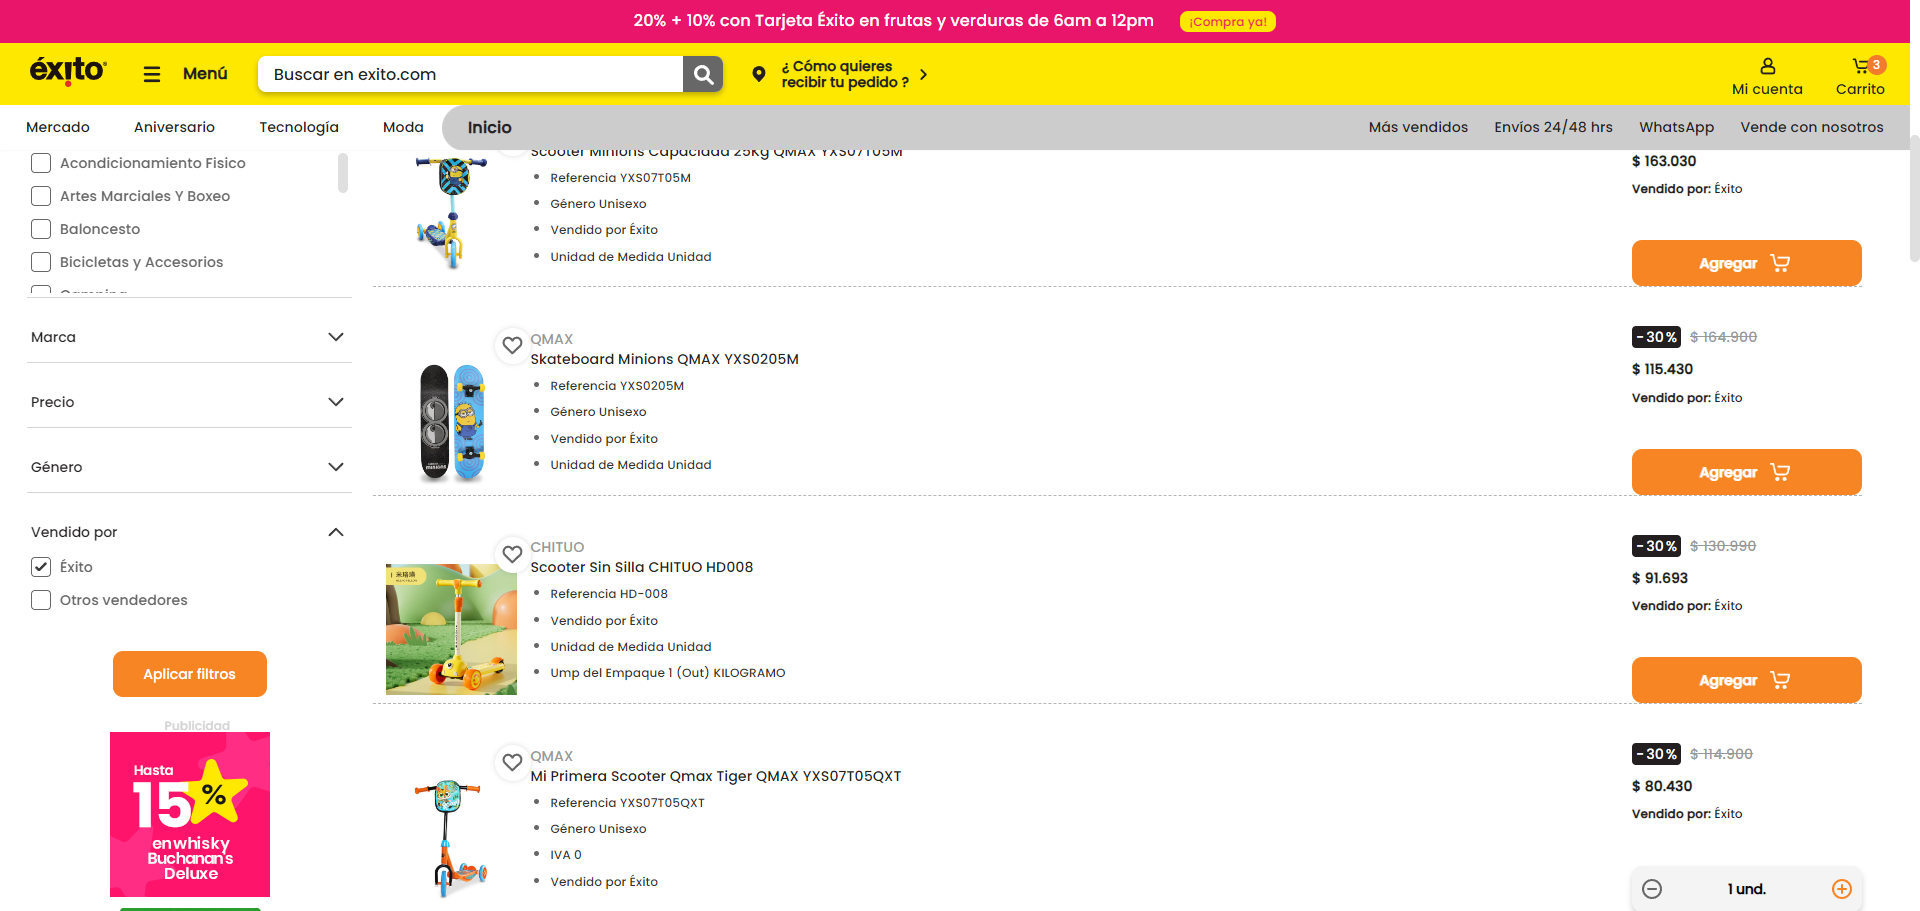 20% + 10% con Tarjeta Éxito en frutas y verduras de 6am a 12pm
¡Compra ya!
éxito
Menú
Buscar en exito.com
¿ Cómo quieres
recibir tu pedido ?
Mi cuenta
3
Carrito
Mercado
Aniversario
Tecnología
Moda
Inicio
Más vendidos
Envíos 24/48 hrs
WhatsApp
Vende con nosotros
Acondicionamiento Fisico
Artes Marciales Y Boxeo
Baloncesto
Bicicletas y Accesorios
Camping
Marca
Precio
Género
Vendido por
Éxito
Otros vendedores
Aplicar filtros
Publicidad
Hasta
15%
en whisky
Buchanan's
Deluxe
Scooter Minions Capacidad 25Kg QMAX YXS07T05M
Referencia YXS07T05M
Género Unisexo
Vendido por Éxito
Unidad de Medida Unidad
$ 163.030
Vendido por: Éxito
Agregar
QMAX
Skateboard Minions QMAX YXS0205M
Referencia YXS0205M
Género Unisexo
Vendido por Éxito
Unidad de Medida Unidad
MINIONS
-30% $ 164.900
$ 115.430
Vendido por: Éxito
Agregar
CHITUO
Scooter Sin Silla CHITUO HD008
Referencia HD-008
Vendido por Éxito
Unidad de Medida Unidad
Ump del Empaque 1 (Out) KILOGRAMO
-30% $ 130.990
$ 91.693
Vendido por: Éxito
Agregar
QMAX
Mi Primera Scooter Qmax Tiger QMAX YXS07T05QXT
Referencia YXS07T05QXT
Género Unisexo
IVA 0
Vendido por Éxito
-30% $ 114.900
$ 80.430
Vendido por: Éxito
1 und.